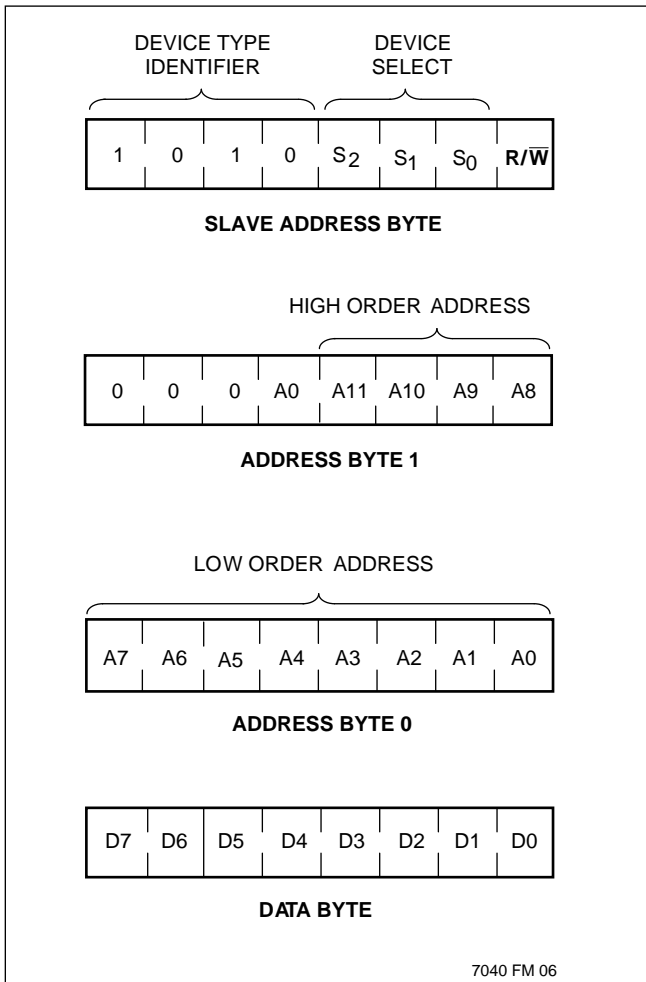 DEVICE TYPE DEVICE
IDENTIFIER SELECT
1 0 1 0 S2 S1 S0 R/W̅
SLAVE ADDRESS BYTE
HIGH ORDER ADDRESS
0 0 0 A0 A11 A10 A9 A8
ADDRESS BYTE 1
LOW ORDER ADDRESS
A7 A6 A5 A4 A3 A2 A1 A0
ADDRESS BYTE 0
D7 D6 D5 D4 D3 D2 D1 D0
DATA BYTE
7040 FM 06